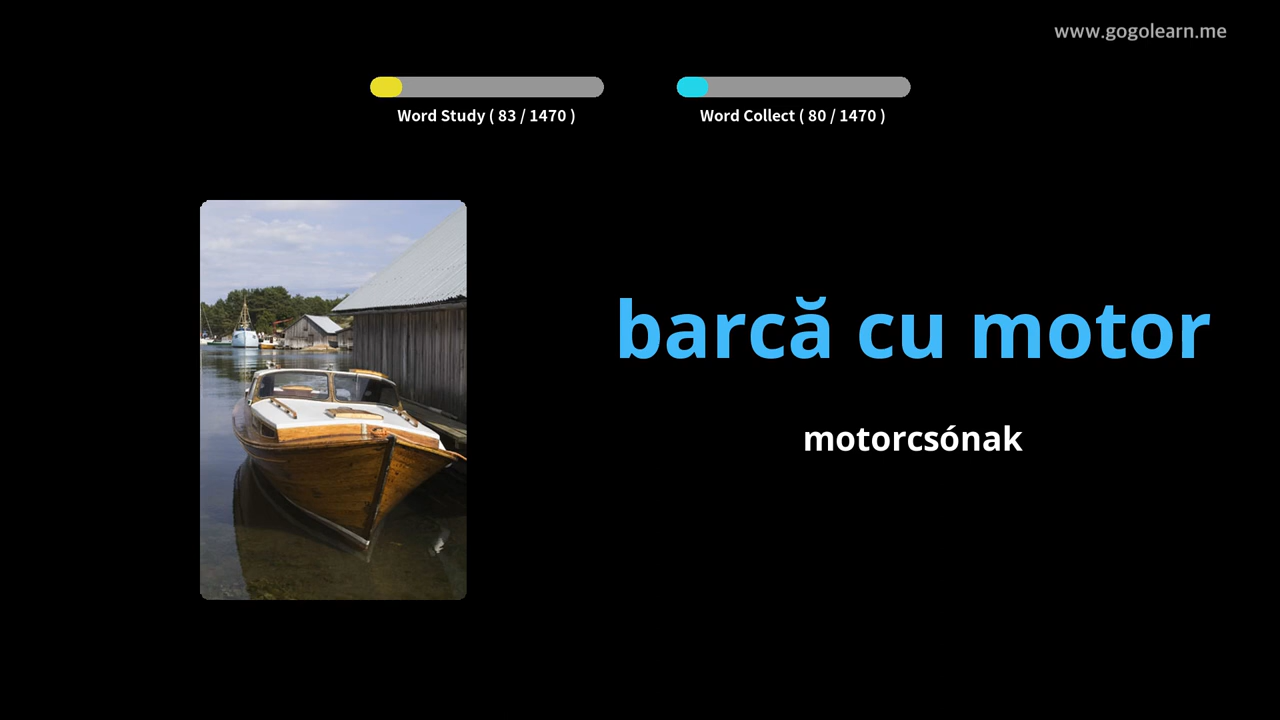 www.gogolearn.me
Word Study ( 83 / 1470 )
Word Collect ( 80 / 1470 )
barcă cu motor
motorcsónak